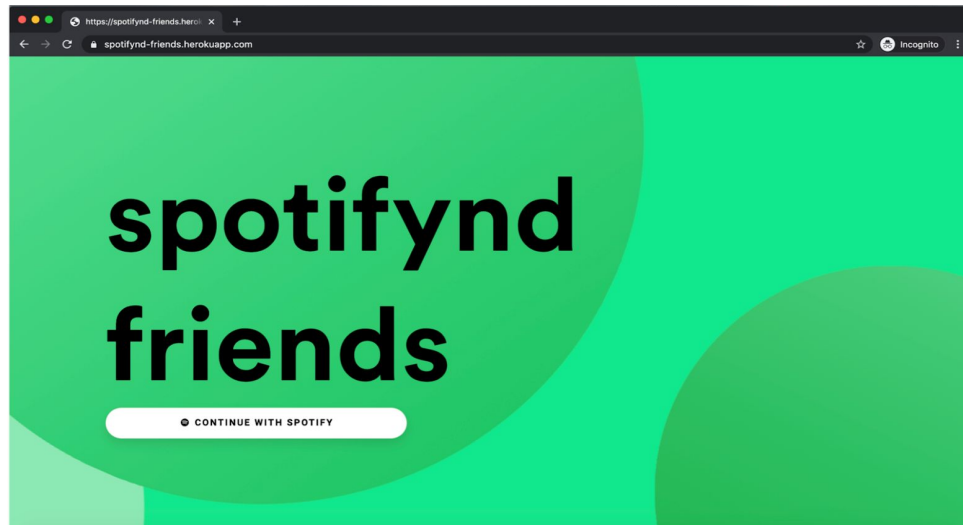 https://spotifynd-friends.herok
spotifynd-friends.herokuapp.com
Incognito
spotifynd
friends
CONTINUE WITH SPOTIFY